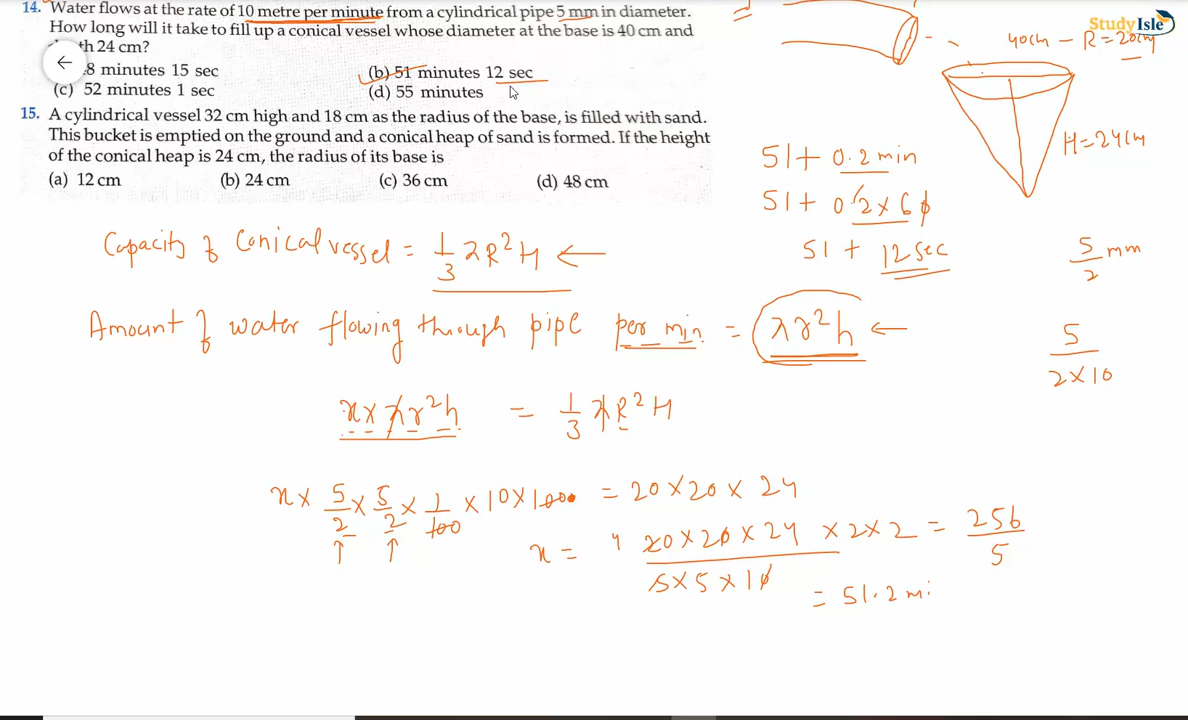 14. Water flows at the rate of 10 metre per minute from a cylindrical pipe 5 mm in diameter.
How long will it take to fill up a conical vessel whose diameter at the base is 40 cm and
th 24 cm?
8 minutes 15 sec (b) 51 minutes 12 sec
(c) 52 minutes 1 sec (d) 55 minutes
15. A cylindrical vessel 32 cm high and 18 cm as the radius of the base, is filled with sand.
This bucket is emptied on the ground and a conical heap of sand is formed. If the height
of the conical heap is 24 cm, the radius of its base is
(a) 12 cm (b) 24 cm (c) 36 cm (d) 48 cm
Study Isle
40cm - R = 20cm
H = 24cm
51 + 0.2 min
51 + 0.2 × 60
51 + 12 sec
5/2 mm
5/2×10
Capacity of Conical vessel = 1/3 πR²H ←
Amount of water flowing through pipe per min = πr²h ←
x × πr²h = 1/3 πR²H
x × 5/2 × 5/2 × 1/100 × 10 × 1000 = 20 × 20 × 24
x = 20 × 20 × 24 × 2 × 2 / 5 × 5 × 10 = 256/5
= 51.2 mi